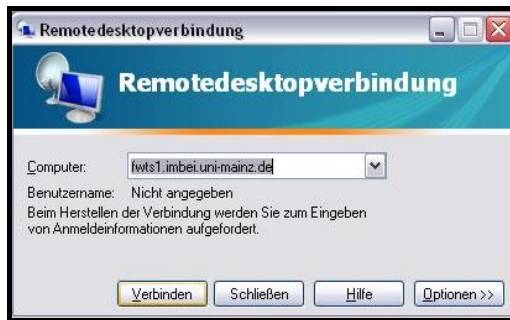 Remotedesktopverbindung
Remotedesktopverbindung
Computer: fwts1.imbei.uni-mainz.de
Benutzername: Nicht angegeben
Beim Herstellen der Verbindung werden Sie zum Eingeben
von Anmeldeinformationen aufgefordert.
Verbinden Schließen Hilfe Optionen >>